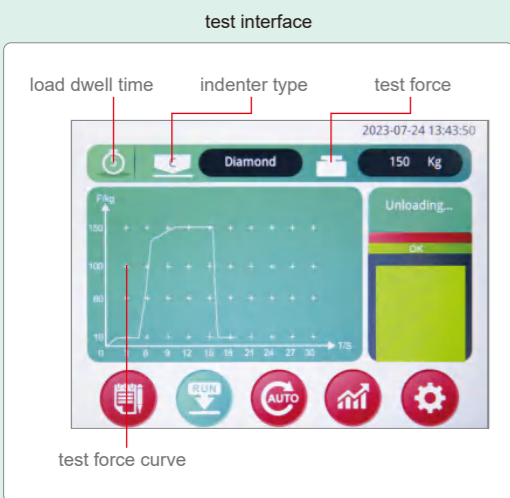 test interface
load dwell time
indenter type
test force
2023-07-24 13:43:50
C
Diamond
150 Kg
F/kg
150
100
60
10
0 3 6 9 12 15 18 21 24 27 30
T/S
Unloading...
OK
RUN
AUTO
test force curve